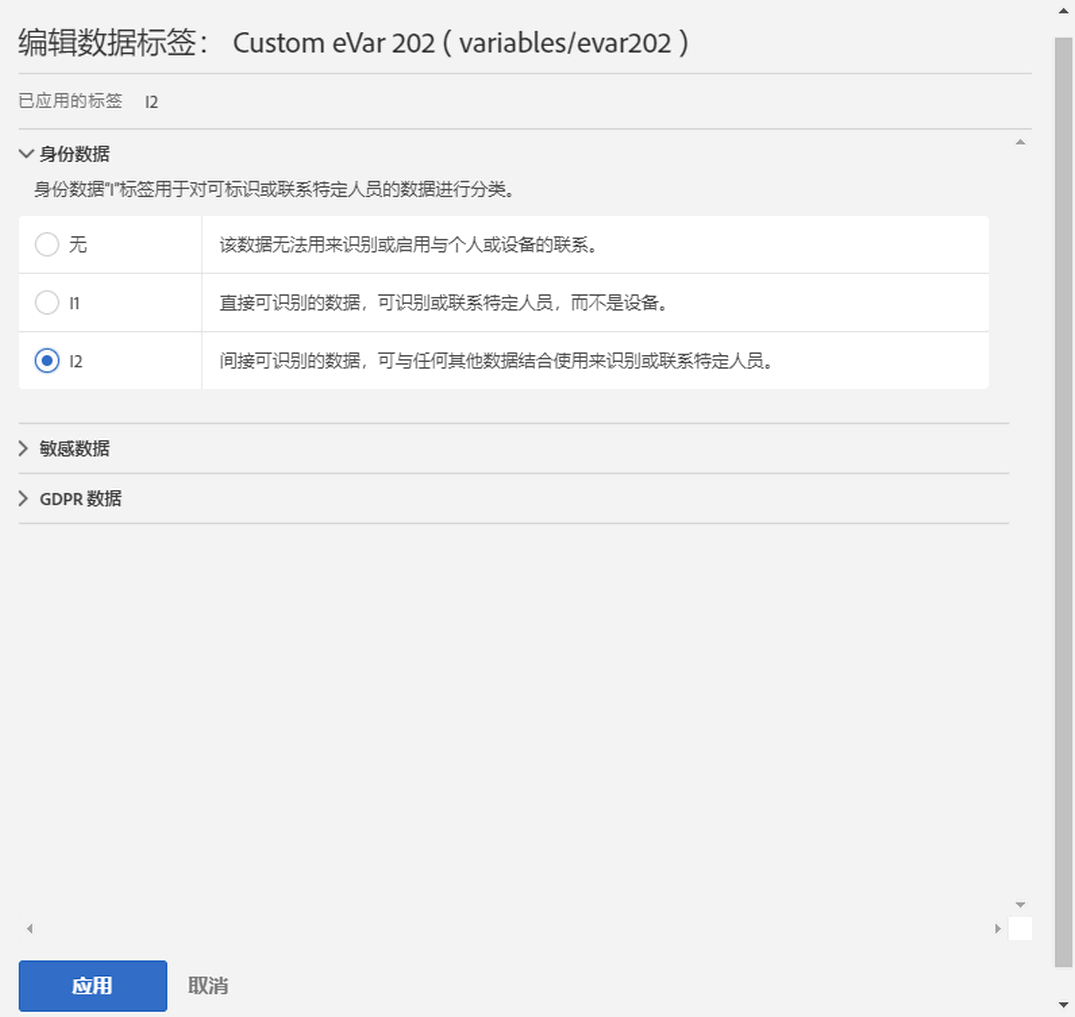 编辑数据标签： Custom eVar 202 ( variables/evar202 )
已应用的标签 I2
身份数据
身份数据"I"标签用于对可标识或联系特定人员的数据进行分类。
无 该数据无法用来识别或启用与个人或设备的联系。
I1 直接可识别的数据，可识别或联系特定人员，而不是设备。
I2 间接可识别的数据，可与任何其他数据结合使用来识别或联系特定人员。
敏感数据
GDPR 数据
应用 取消